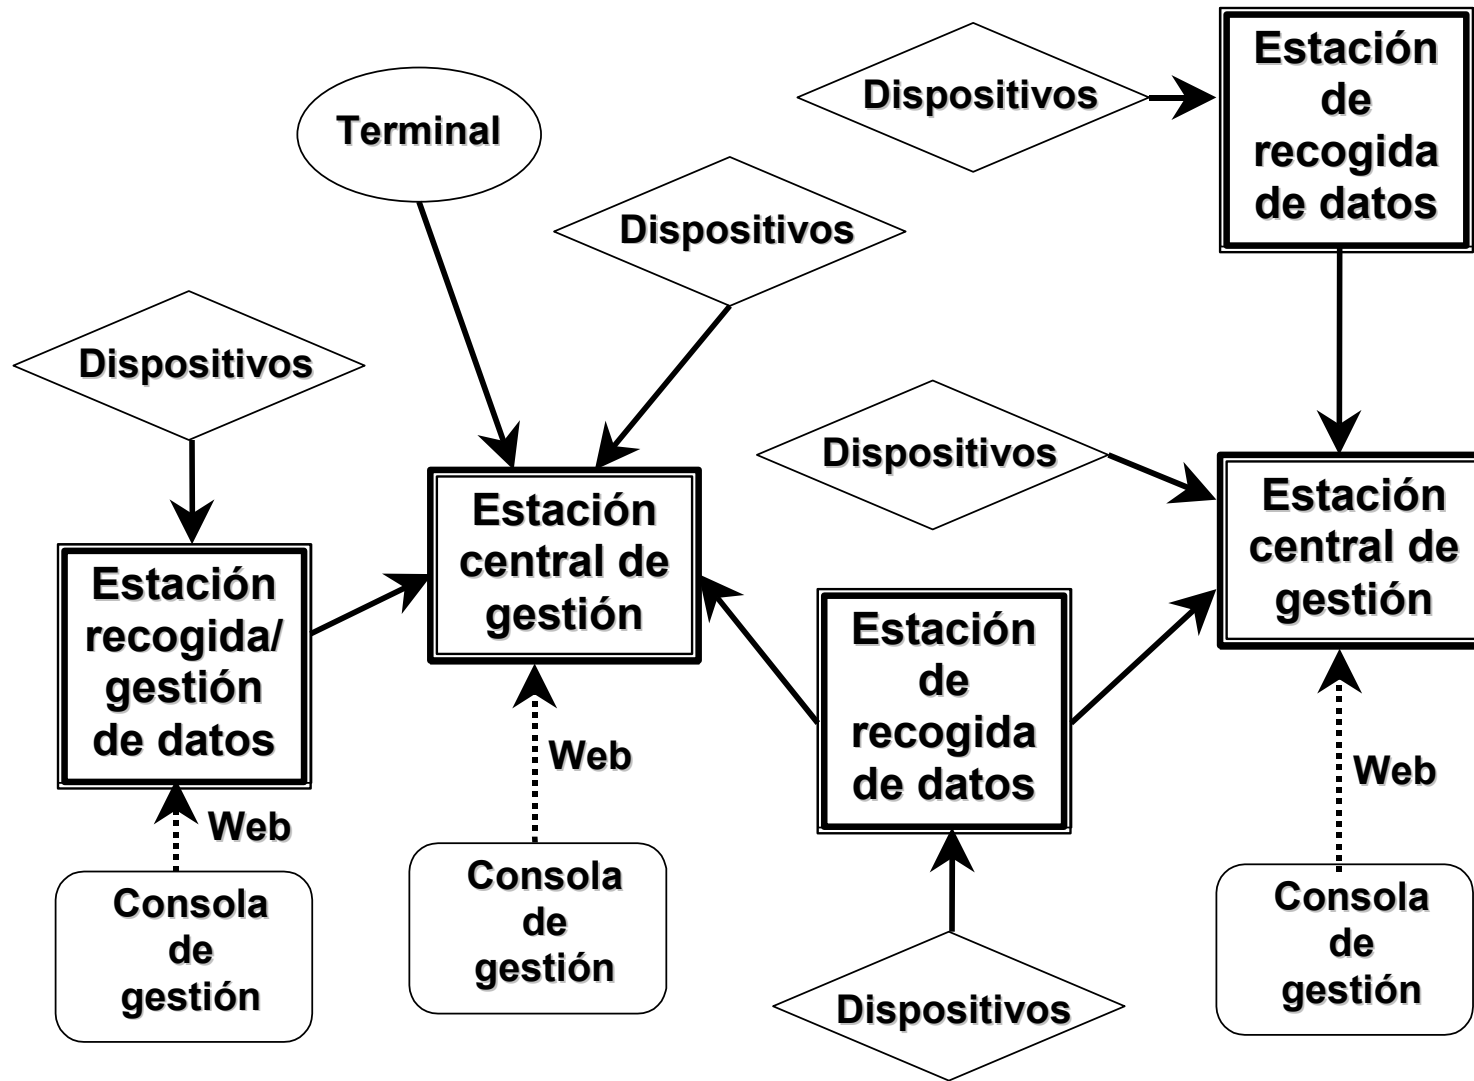 Estación
de
recogida
de datos
Dispositivos
Terminal
Dispositivos
Dispositivos
Dispositivos
Estación
central de
gestión
Estación
central de
gestión
Estación
recogida/
gestión
de datos
Estación
de
recogida
de datos
Web
Web
Web
Consola
de
gestión
Consola
de
gestión
Consola
de
gestión
Dispositivos